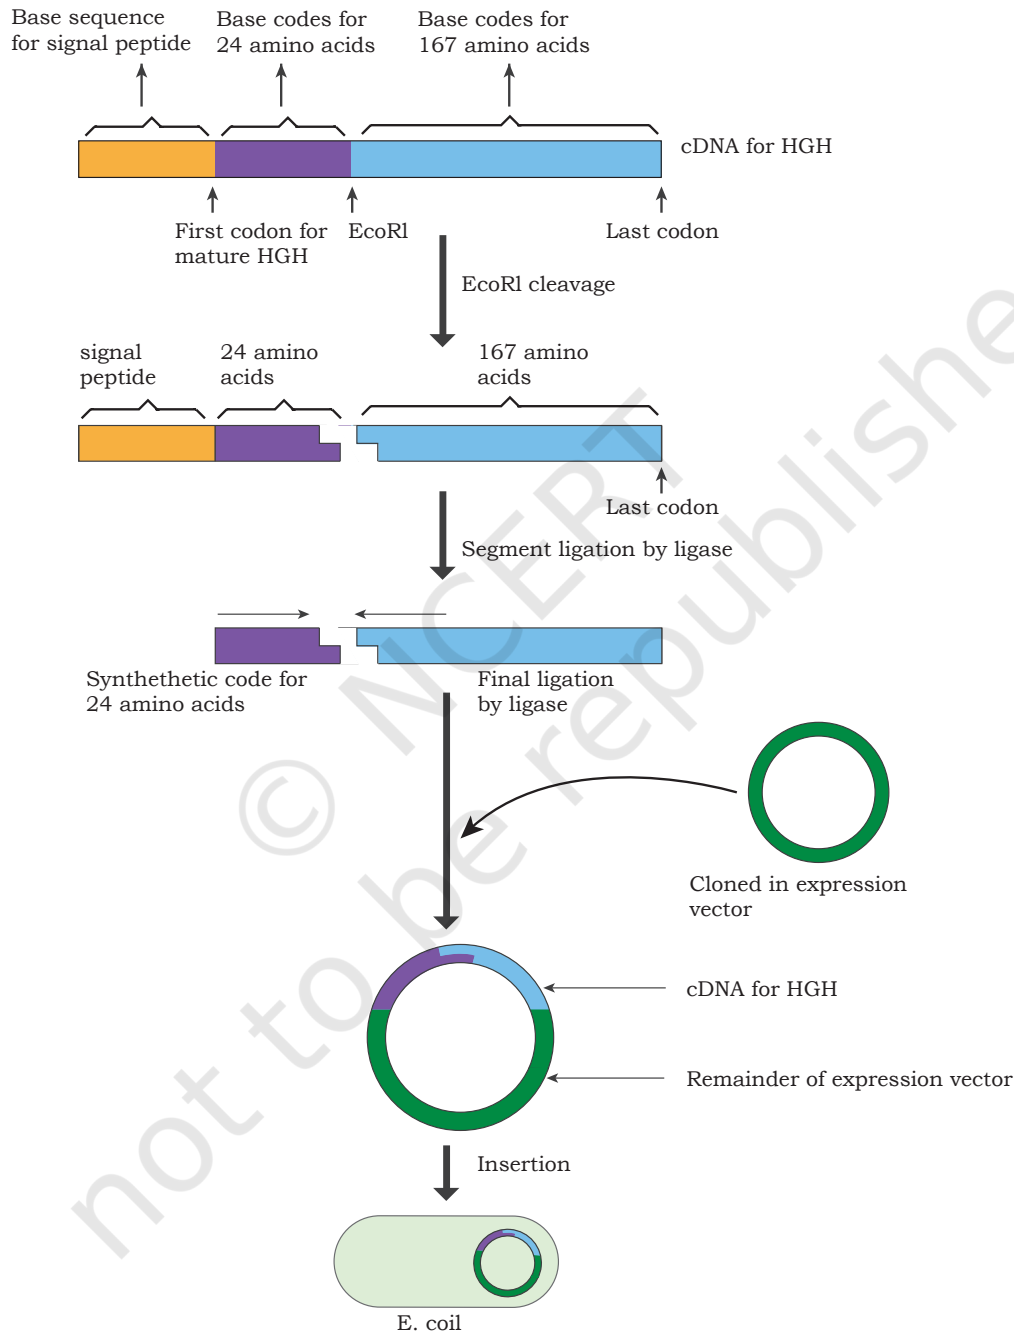 Base sequence
for signal peptide
Base codes for
24 amino acids
Base codes for
167 amino acids
cDNA for HGH
First codon for
mature HGH
EcoRl
Last codon
EcoRl cleavage
signal
peptide
24 amino
acids
167 amino
acids
Last codon
Segment ligation by ligase
Synthethetic code for
24 amino acids
Final ligation
by ligase
Cloned in expression
vector
cDNA for HGH
Remainder of expression vector
Insertion
E. coil
© NCERT
not to be republishe